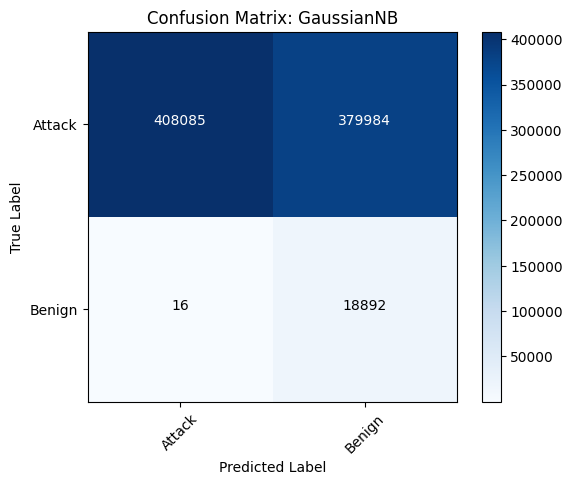 Confusion Matrix: GaussianNB
True Label
Attack
408085
379984
Benign
16
18892
Attack
Benign
Predicted Label
400000
350000
300000
250000
200000
150000
100000
50000